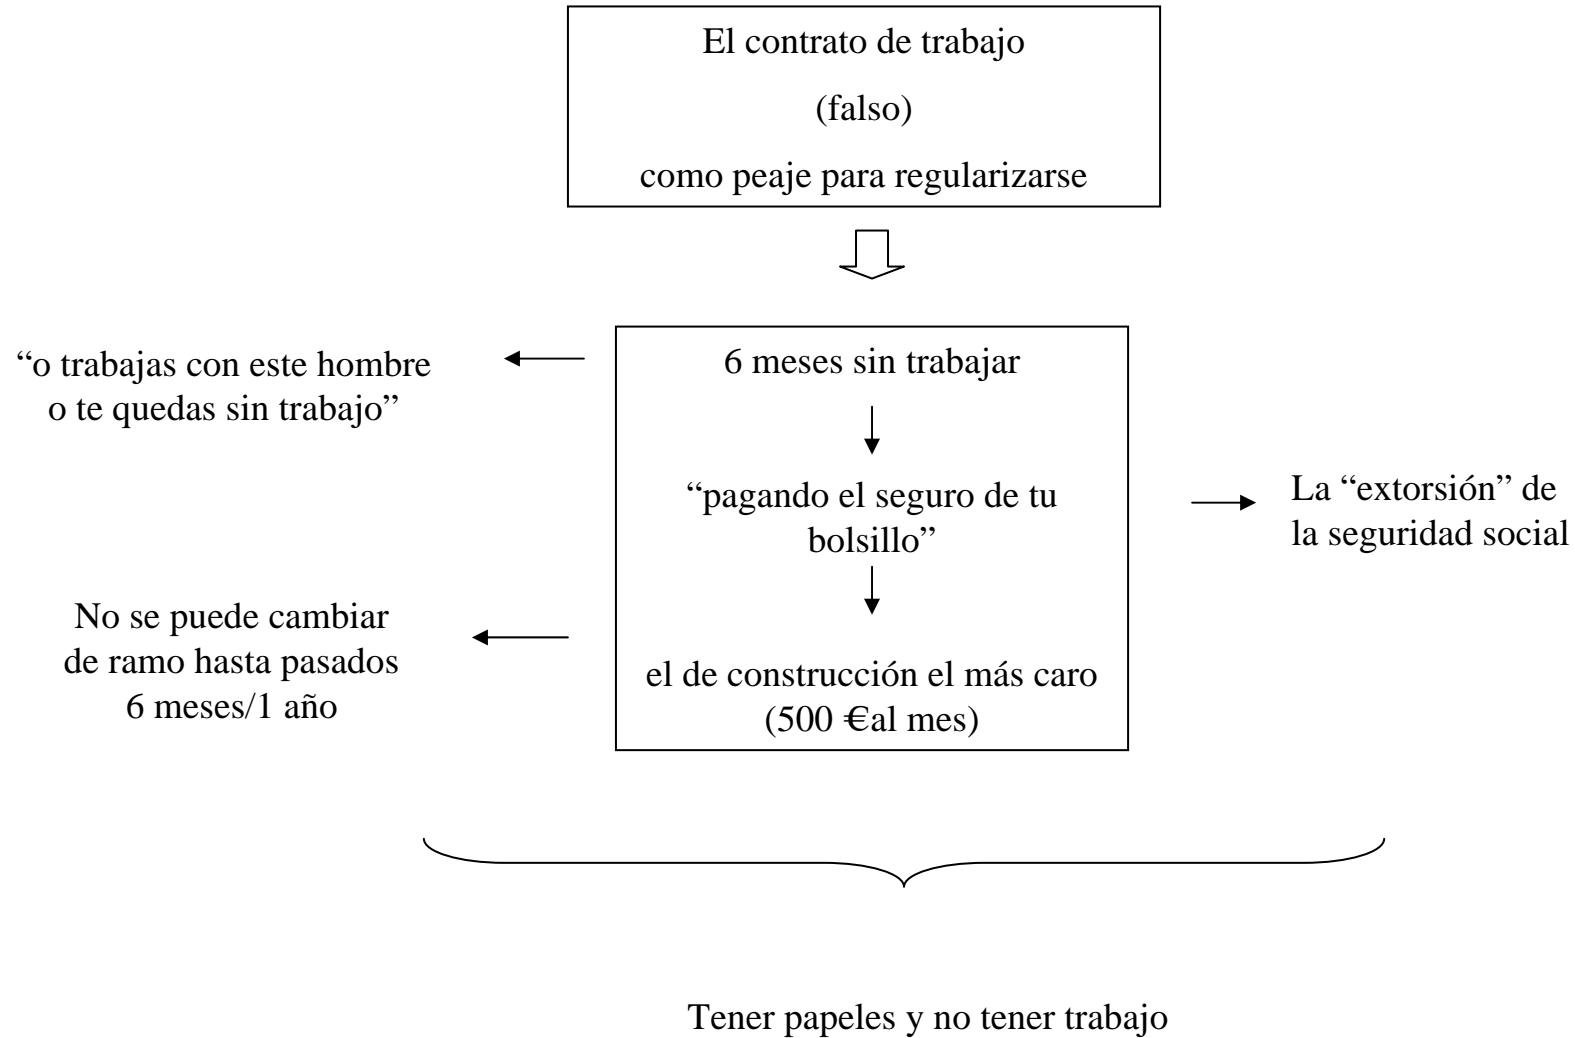 El contrato de trabajo
(falso)
como peaje para regularizarse
“o trabajas con este hombre
o te quedas sin trabajo”
6 meses sin trabajar
“pagando el seguro de tu
bolsillo”
La “extorsión” de
la seguridad social
No se puede cambiar
de ramo hasta pasados
6 meses/1 año
el de construcción el más caro
(500 €al mes)
Tener papeles y no tener trabajo